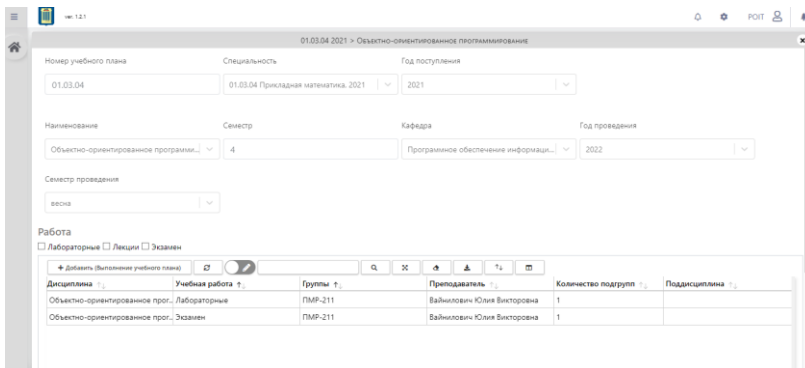 ver. 1.2.1
POIT
01.03.04 2021 > Объектно-ориентированное программирование
Номер учебного плана Специальность Год поступления
01.03.04 01.03.04 Прикладная математика, 2021 2021
Наименование Семестр Кафедра Год проведения
Объектно-ориентированное программи... 4 Программное обеспечение информаци... 2022
Семестр проведения
весна
Работа
Лабораторные Лекции Экзамен
+ Добавить (Выполнение учебного плана)
Дисциплина Учебная работа Группы Преподаватель Количество подгрупп Поддисциплина
Объектно-ориентированное прог... Лабораторные ПМР-211 Вайнилович Юлия Викторовна 1
Объектно-ориентированное прог... Экзамен ПМР-211 Вайнилович Юлия Викторовна 1